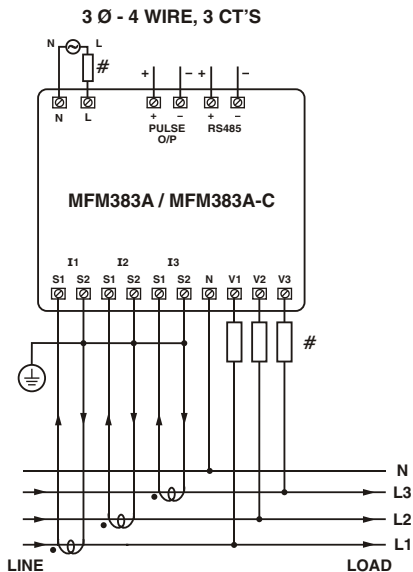 3 Ø - 4 WIRE, 3 CT'S
N L
#
+ – + –
N L + – + –
PULSE O/P RS485
MFM383A / MFM383A-C
I1 I2 I3
S1 S2 S1 S2 S1 S2 N V1 V2 V3
#
N
L3
L2
L1
LINE LOAD